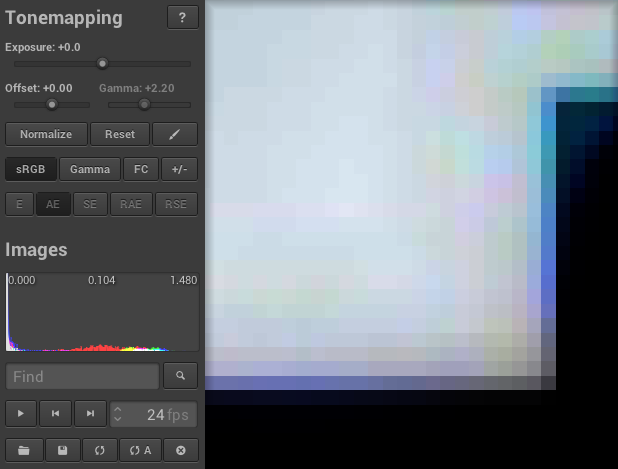 Tonemapping
?
Exposure: +0.0
Offset: +0.00 Gamma: +2.20
Normalize Reset
sRGB Gamma FC +/-
E AE SE RAE RSE
Images
0.000 0.104 1.480
Find
24 fps
A